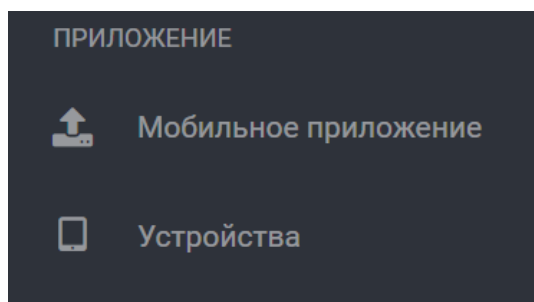 ПРИЛОЖЕНИЕ
Мобильное приложение
Устройства